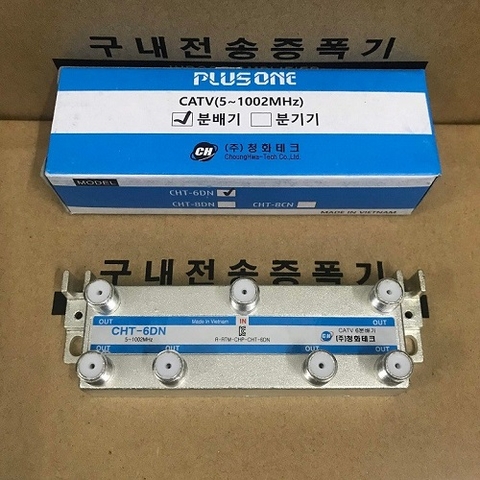 구내전송증폭기
PLUS ONE
CATV(5~1002MHz)
분배기 분기기
CH (주)청화테크
ChoungHwa-Tech Co.,Ltd.
MODEL
CHT-6DN
CHT-8DN CHT-8CN
MADE IN VIETNAM
구내전송증폭기
OUT Made in Vietnam IN OUT
CHT-6DN CATV 6분배기
5~1002MHz R-RTM-CHP-CHT-6DN CH (주)청화테크
OUT OUT OUT OUT